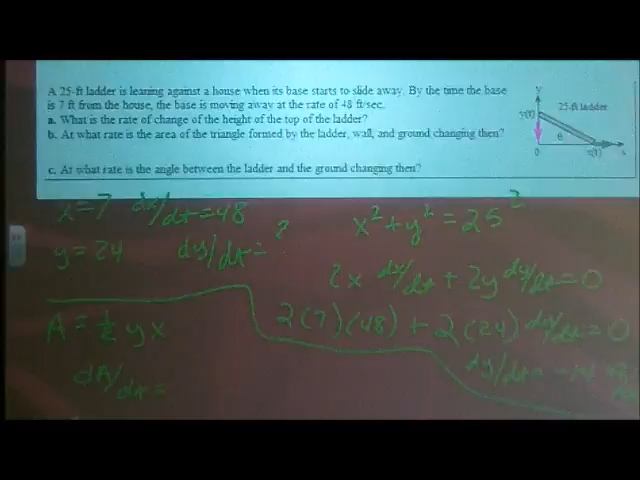 A 25-ft ladder is leaning against a house when its base starts to slide away. By the time the base
is 7 ft from the house, the base is moving away at the rate of 48 ft/sec.
a. What is the rate of change of the height of the top of the ladder?
b. At what rate is the area of the triangle formed by the ladder, wall, and ground changing then?
c. At what rate is the angle between the ladder and the ground changing then?
y
y(t)
25-ft ladder
θ
0
x(t)
x
x=7 dx/dt=48
y=24 dy/dt= ?
x²+y²=25²
2x dx/dt + 2y dy/dt=0
2(7)(48) + 2(24) dy/dt=0
dy/dt= -14
A=½yx
dA/dt=